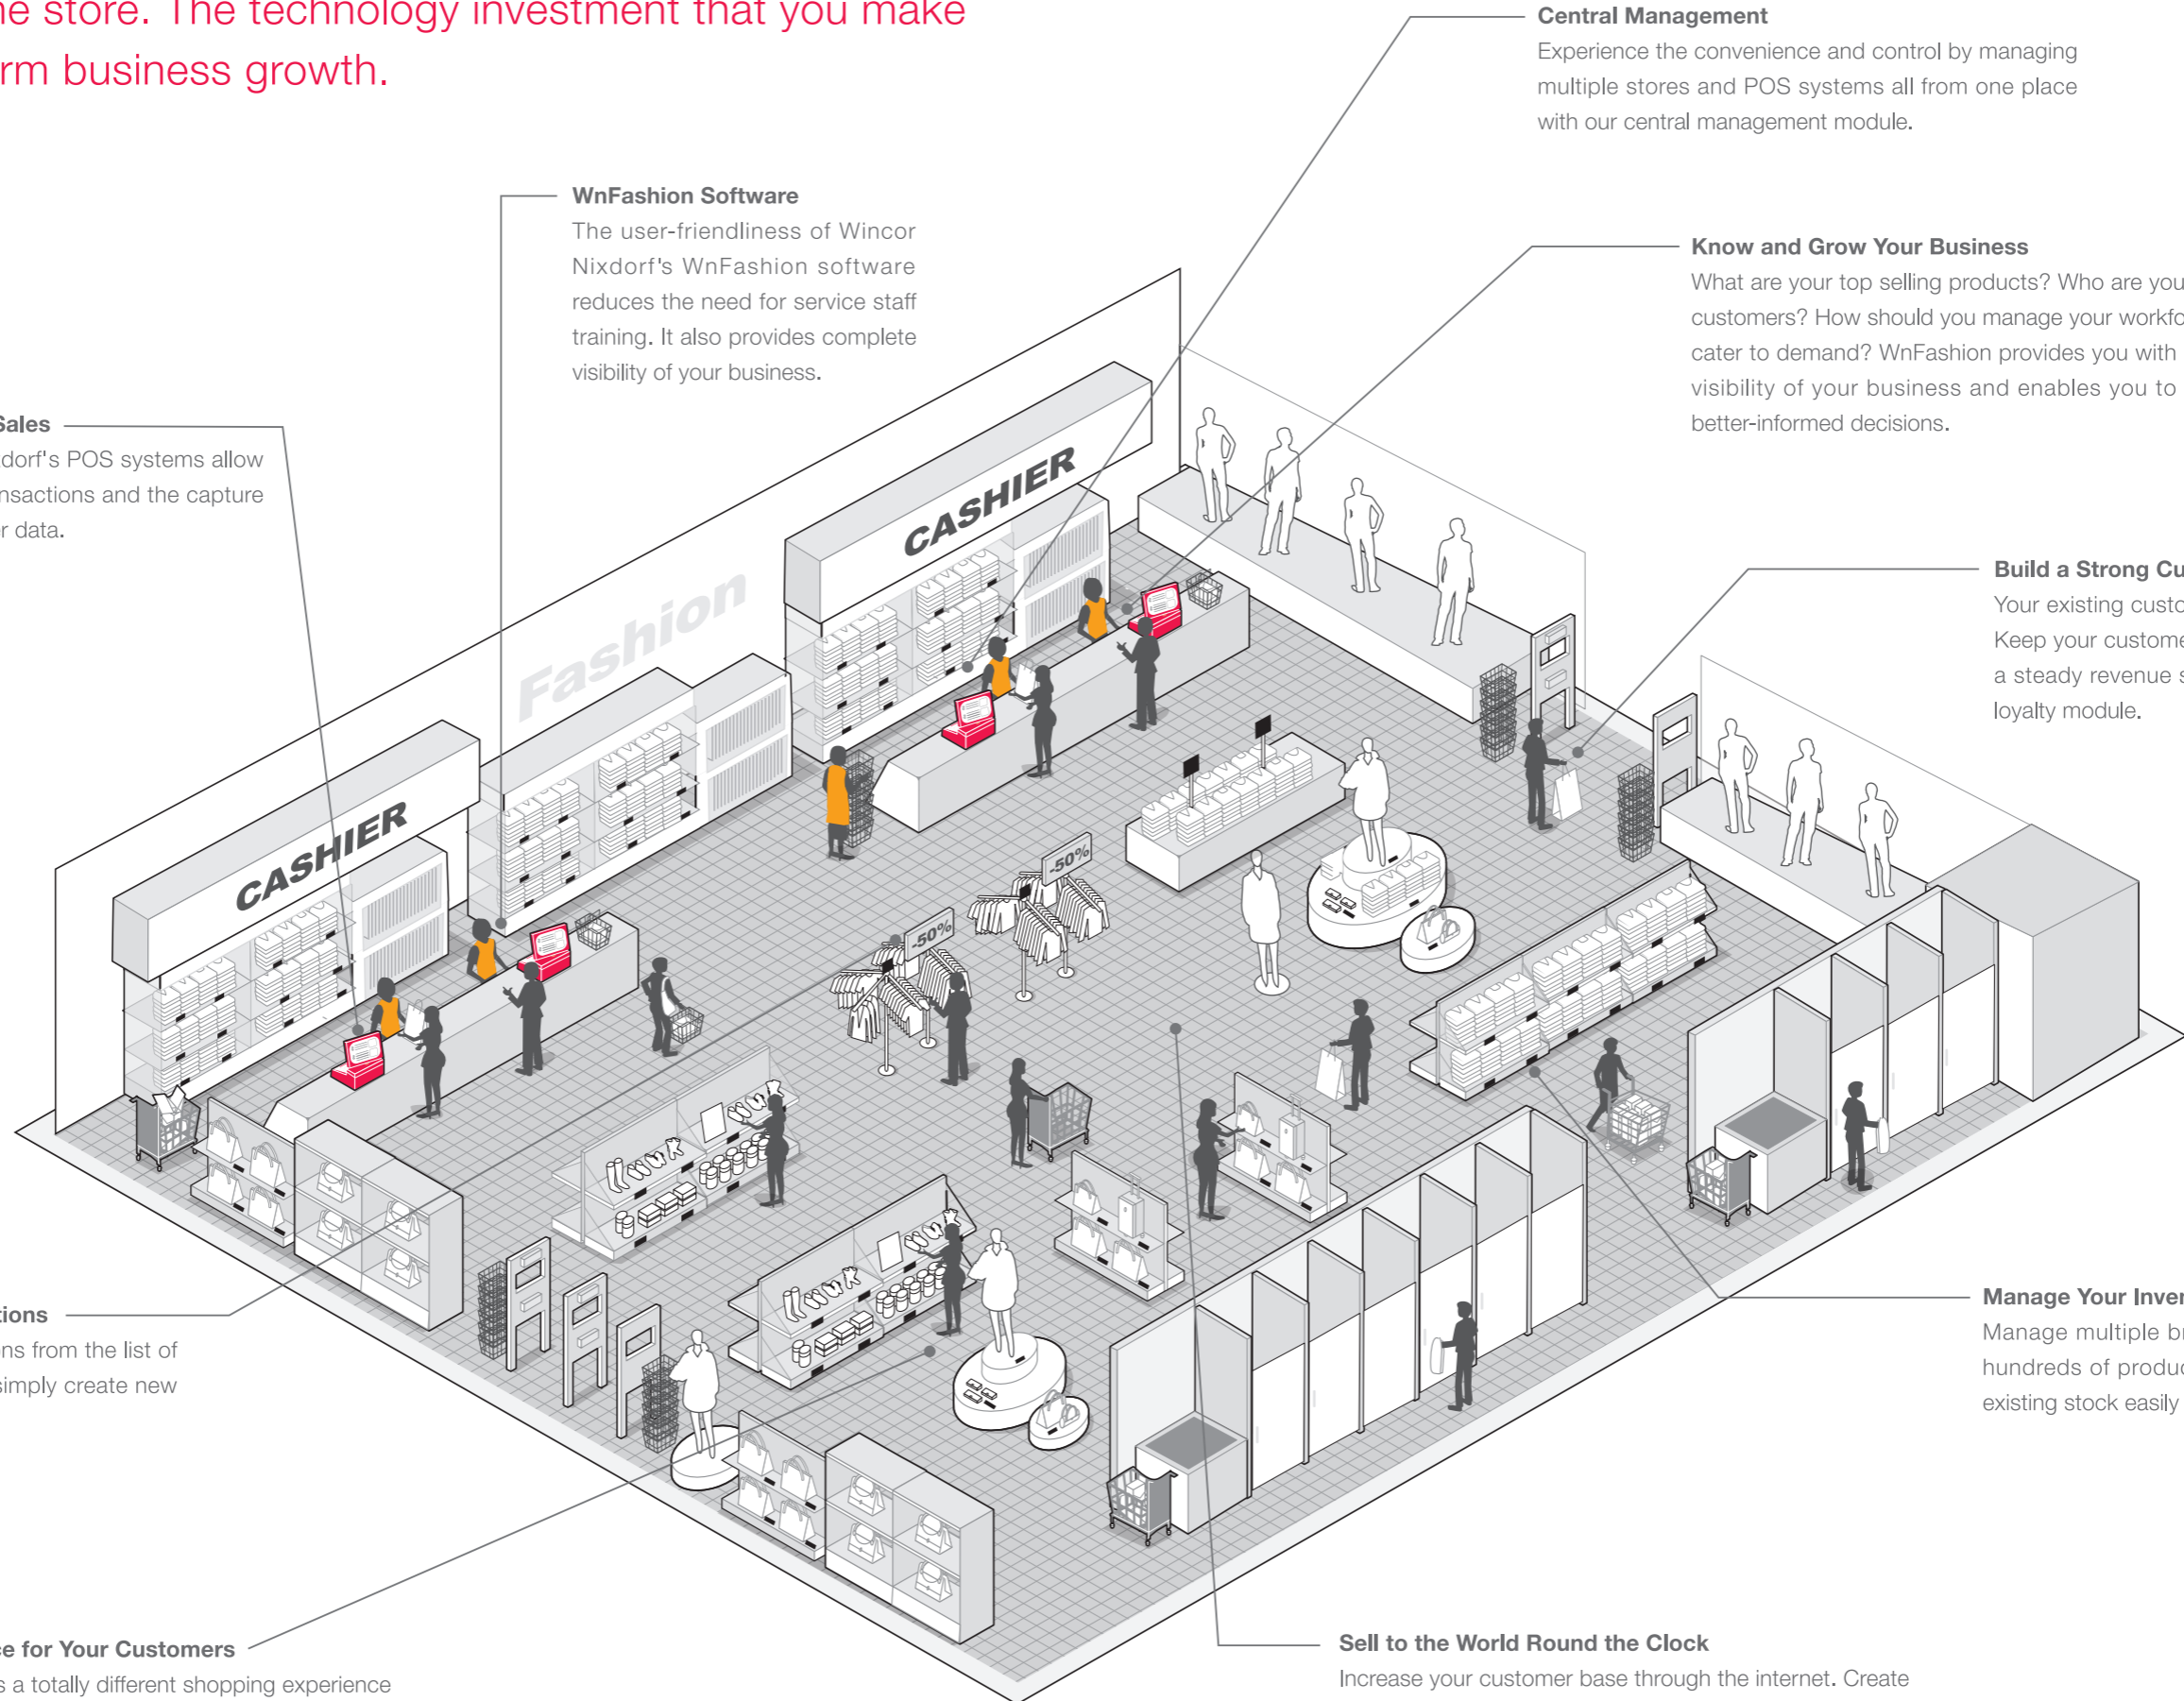 he store. The technology investment that you make
rm business growth.
Central Management
Experience the convenience and control by managing
multiple stores and POS systems all from one place
with our central management module.
WnFashion Software
The user-friendliness of Wincor
Nixdorf's WnFashion software
reduces the need for service staff
training. It also provides complete
visibility of your business.
Know and Grow Your Business
What are your top selling products? Who are you
customers? How should you manage your workfo
cater to demand? WnFashion provides you with
visibility of your business and enables you to
better-informed decisions.
Sales
dorf's POS systems allow
nsactions and the capture
r data.
Build a Strong Cu
Your existing custo
Keep your custome
a steady revenue s
loyalty module.
CASHIER
Fashion
CASHIER
-50%
-50%
tions
ns from the list of
simply create new
Manage Your Inver
Manage multiple br
hundreds of produc
existing stock easily
ce for Your Customers
s a totally different shopping experience
Sell to the World Round the Clock
Increase your customer base through the internet. Create